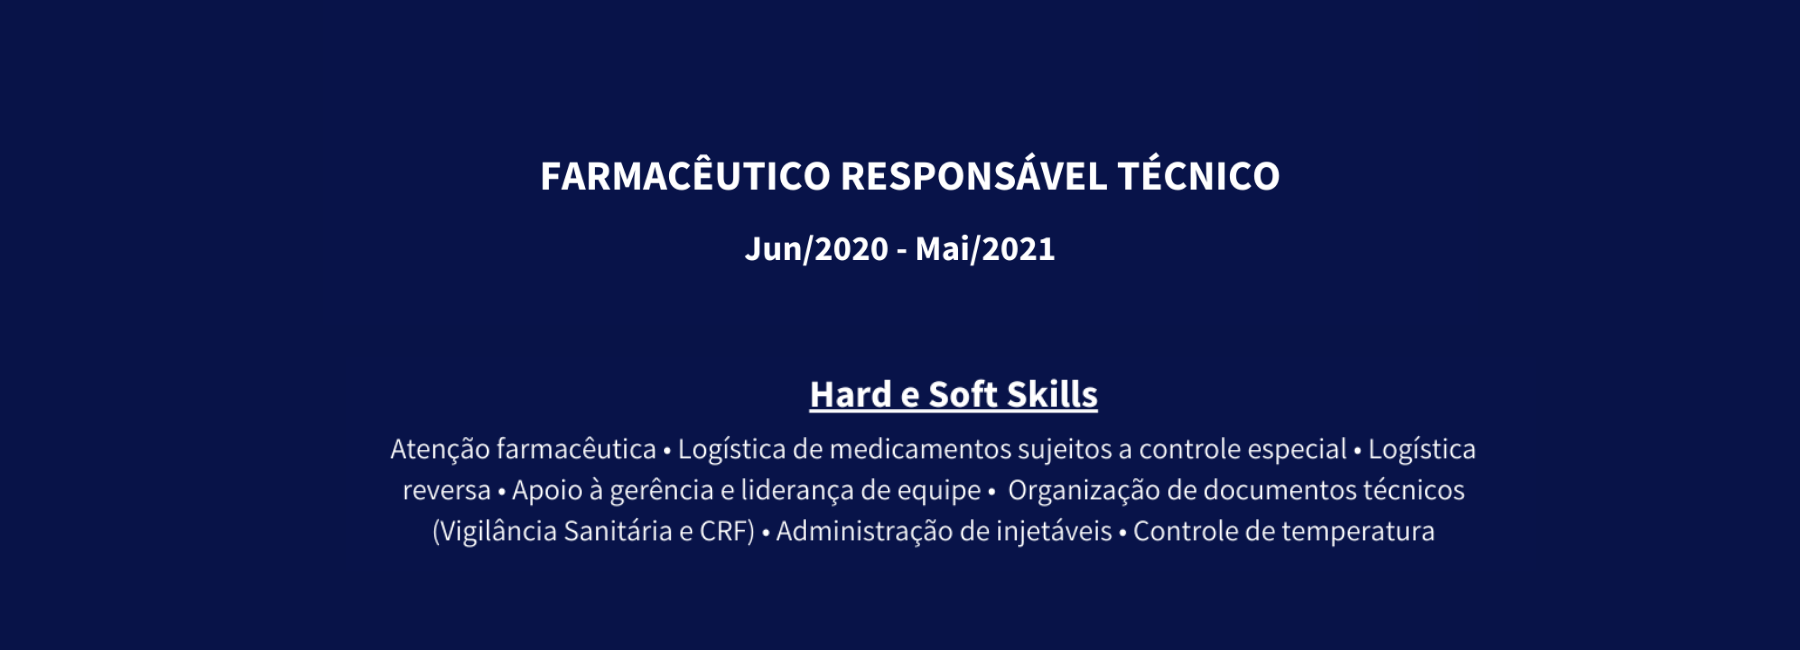 FARMACÊUTICO RESPONSÁVEL TÉCNICO
Jun/2020 - Mai/2021
Hard e Soft Skills
Atenção farmacêutica • Logística de medicamentos sujeitos a controle especial • Logística
reversa • Apoio à gerência e liderança de equipe •  Organização de documentos técnicos
(Vigilância Sanitária e CRF) • Administração de injetáveis • Controle de temperatura